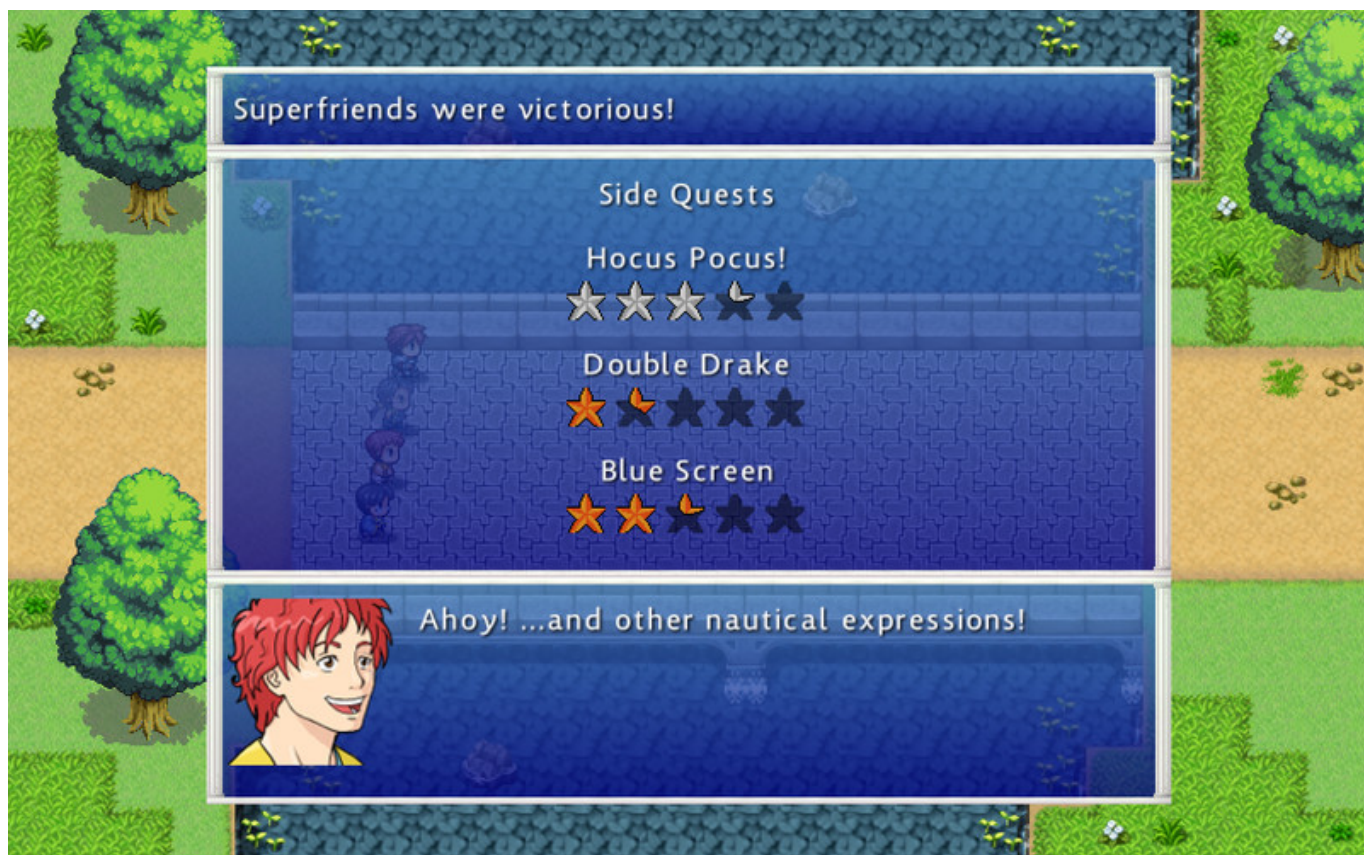 Superfriends were victorious!
Side Quests
Hocus Pocus!
Double Drake
Blue Screen
Ahoy! ...and other nautical expressions!